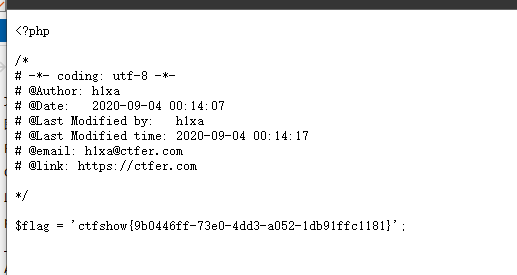 <?php
/*
# -*- coding: utf-8 -*-
# @Author: h1xa
# @Date:   2020-09-04 00:14:07
# @Last Modified by:   h1xa
# @Last Modified time: 2020-09-04 00:14:17
# @email: h1xa@ctfer.com
# @link: https://ctfer.com
*/
$flag = 'ctfshow{9b0446ff-73e0-4dd3-a052-1db91ffc1181}';